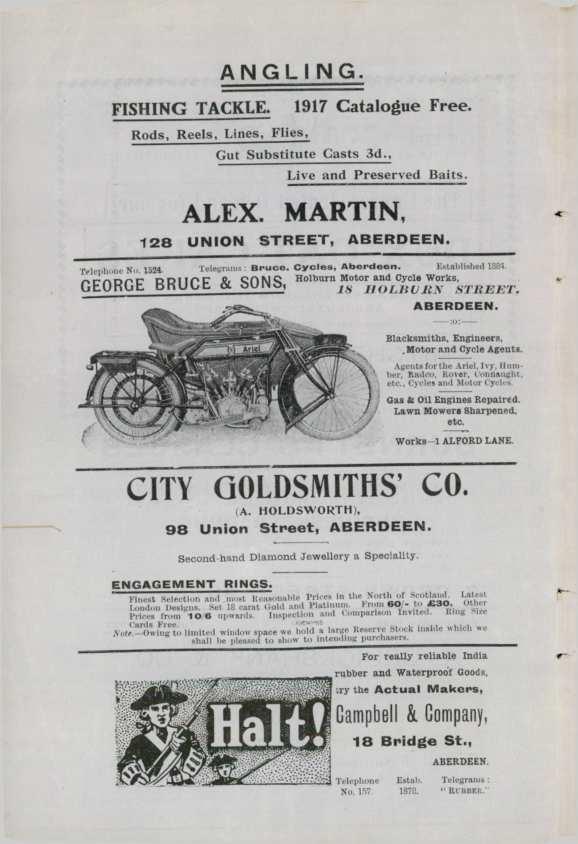 ANGLING.
FISHING TACKLE. 1917 Catalogue Free.
Rods, Reels, Lines, Flies,
Gut Substitute Casts 3d.,
Live and Preserved Baits.
ALEX. MARTIN,
128 UNION STREET, ABERDEEN.
Telephone No. 1524. Telegrams: Bruce, Cycles, Aberdeen. Established 1884.
GEORGE BRUCE & SONS, Holburn Motor and Cycle Works,
18 HOLBURN STREET.
ABERDEEN.
—:o:—
Ariel
Blacksmiths, Engineers,
Motor and Cycle Agents.
Agents for the Ariel, Ivy, Hum-
ber, Radco, Rover, Connaught,
etc., Cycles and Motor Cycles.
Gas & Oil Engines Repaired.
Lawn Mowers Sharpened,
etc.
Works—1 ALFORD LANE.
CITY GOLDSMITHS' CO.
(A. HOLDSWORTH),
98 Union Street, ABERDEEN.
Second-hand Diamond Jewellery a Speciality.
ENGAGEMENT RINGS.
Finest Selection and most Reasonable Prices in the North of Scotland. Latest
London Designs. Set 18 carat Gold and Platinum. From 60/- to £30. Other
Prices from 10/6 upwards. Inspection and Comparison Invited. Ring Size
Cards Free.
Note.—Owing to limited window space we hold a large Reserve Stock inside which we
shall be pleased to show to intending purchasers.
For really reliable India
rubber and Waterproof Goods,
try the Actual Makers,
Campbell & Company,
18 Bridge St.,
ABERDEEN.
Halt!
Telephone Estab. Telegrams:
No. 157. 1878. "RUBBER."